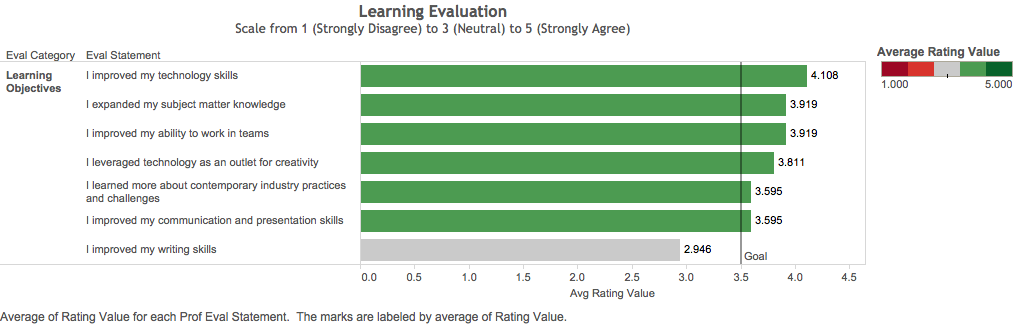 Learning Evaluation
Scale from 1 (Strongly Disagree) to 3 (Neutral) to 5 (Strongly Agree)
Eval Category Eval Statement
Average Rating Value
1.000 5.000
Learning
Objectives
I improved my technology skills 4.108
I expanded my subject matter knowledge 3.919
I improved my ability to work in teams 3.919
I leveraged technology as an outlet for creativity 3.811
I learned more about contemporary industry practices
and challenges 3.595
I improved my communication and presentation skills 3.595
I improved my writing skills 2.946
Goal
0.0 0.5 1.0 1.5 2.0 2.5 3.0 3.5 4.0 4.5
Avg Rating Value
Average of Rating Value for each Prof Eval Statement. The marks are labeled by average of Rating Value.